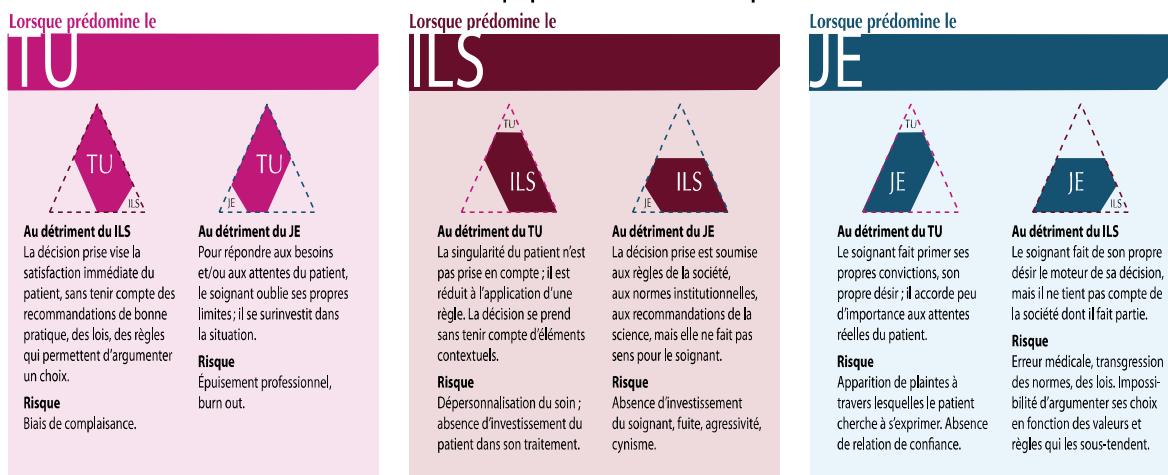 Lorsque prédomine le
TU
TU
TU
ILS
JE
Au détriment du ILS
La décision prise vise la
satisfaction immédiate du
patient, sans tenir compte des
recommandations de bonne
pratique, des lois, des règles
qui permettent d'argumenter
un choix.
Risque
Biais de complaisance.
Au détriment du JE
Pour répondre aux besoins
et/ou aux attentes du patient,
le soignant oublie ses propres
limites ; il se surinvestit dans
la situation.
Risque
Épuisement professionnel,
burn out.
Lorsque prédomine le
ILS
TU
ILS
ILS
JE
Au détriment du TU
La singularité du patient n'est
pas prise en compte ; il est
réduit à l'application d'une
règle. La décision se prend
sans tenir compte d'éléments
contextuels.
Risque
Dépersonnalisation du soin ;
absence d'investissement du
patient dans son traitement.
Au détriment du JE
La décision prise est soumise
aux règles de la société,
aux normes institutionnelles,
aux recommandations de la
science, mais elle ne fait pas
sens pour le soignant.
Risque
Absence d'investissement
du soignant, fuite, agressivité,
cynisme.
Lorsque prédomine le
JE
TU
JE
JE
ILS
Au détriment du TU
Le soignant fait primer ses
propres convictions, son
propre désir ; il accorde peu
d'importance aux attentes
réelles du patient.
Risque
Apparition de plaintes à
travers lesquelles le patient
cherche à s'exprimer. Absence
de relation de confiance.
Au détriment du ILS
Le soignant fait de son propre
désir le moteur de sa décision,
mais il ne tient pas compte de
la société dont il fait partie.
Risque
Erreur médicale, transgression
des normes, des lois. Impossi-
bilité d'argumenter ses choix
en fonction des valeurs et
règles qui les sous-tendent.